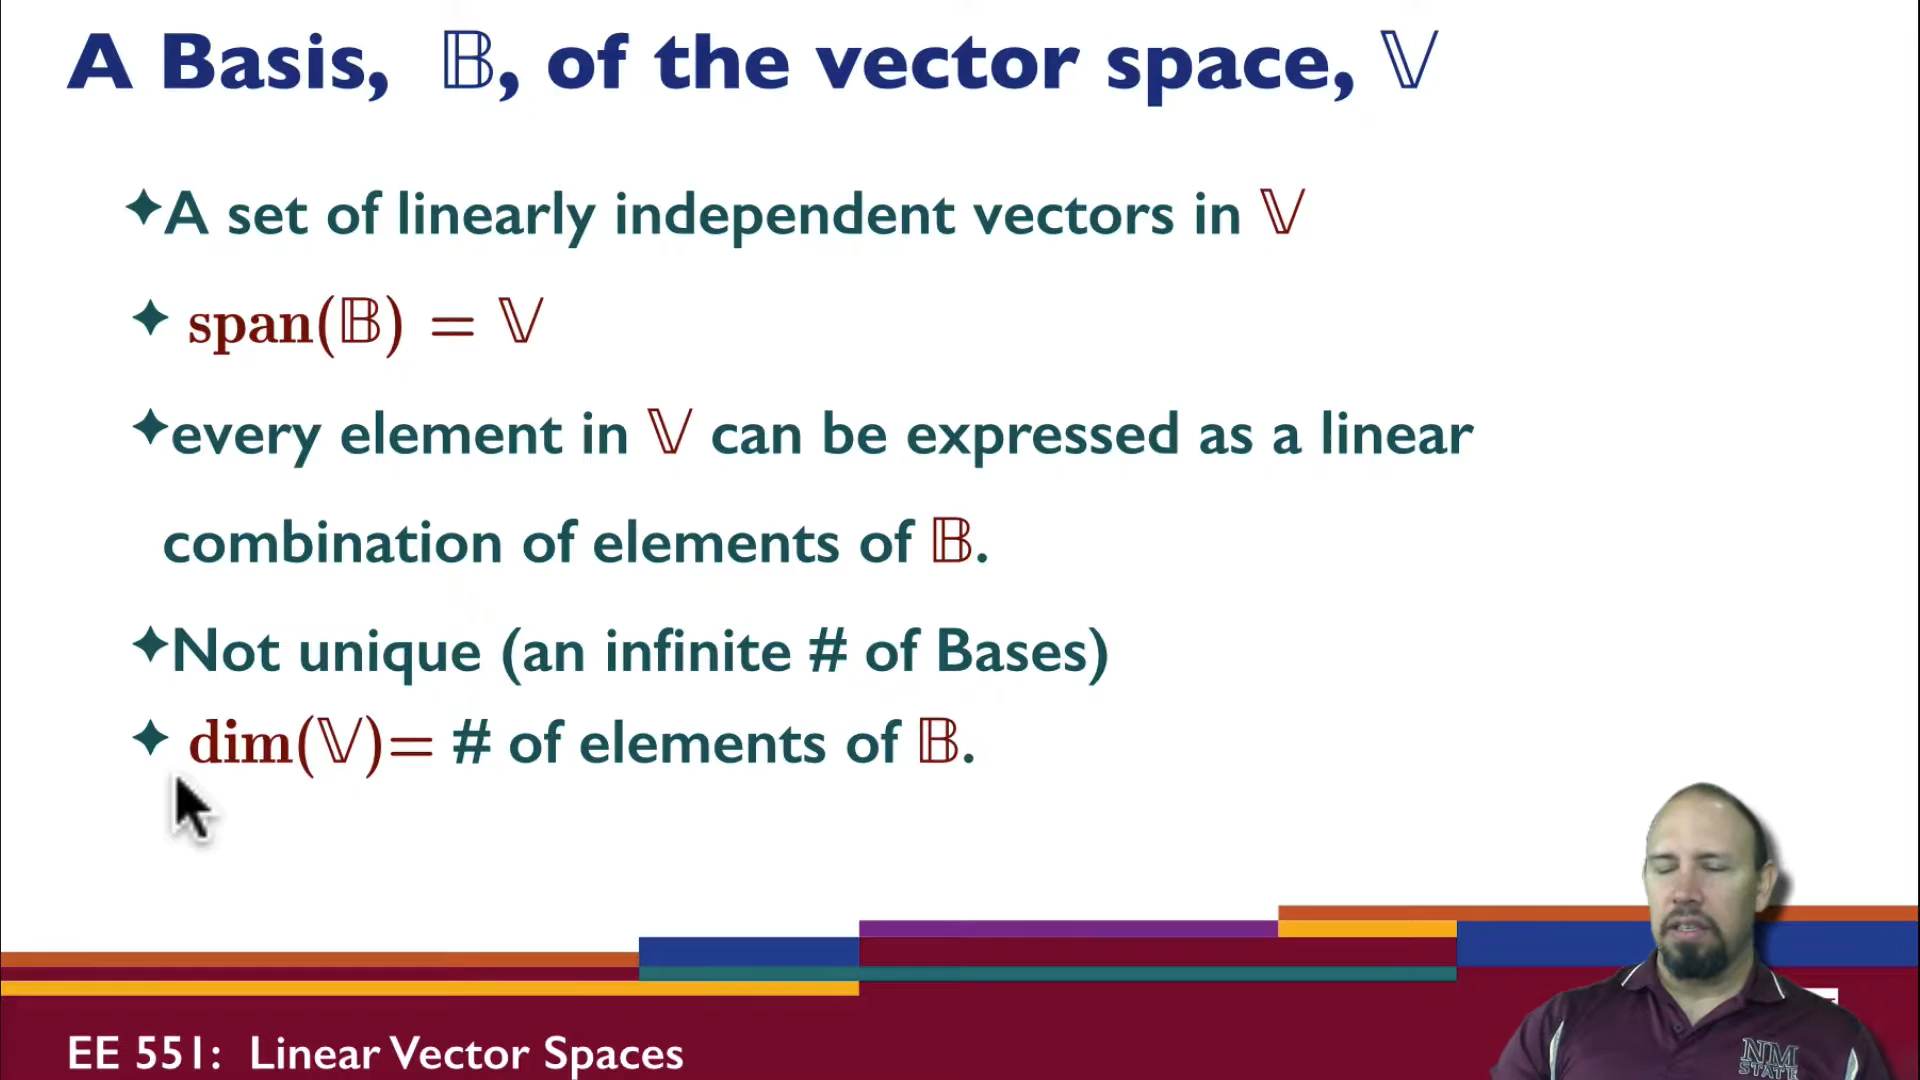 A Basis, 𝔹, of the vector space, 𝕍
✦A set of linearly independent vectors in 𝕍
✦ span(𝔹) = 𝕍
✦every element in 𝕍 can be expressed as a linear
combination of elements of 𝔹.
✦Not unique (an infinite # of Bases)
✦ dim(𝕍)= # of elements of 𝔹.
EE 551: Linear Vector Spaces
NM
STATE